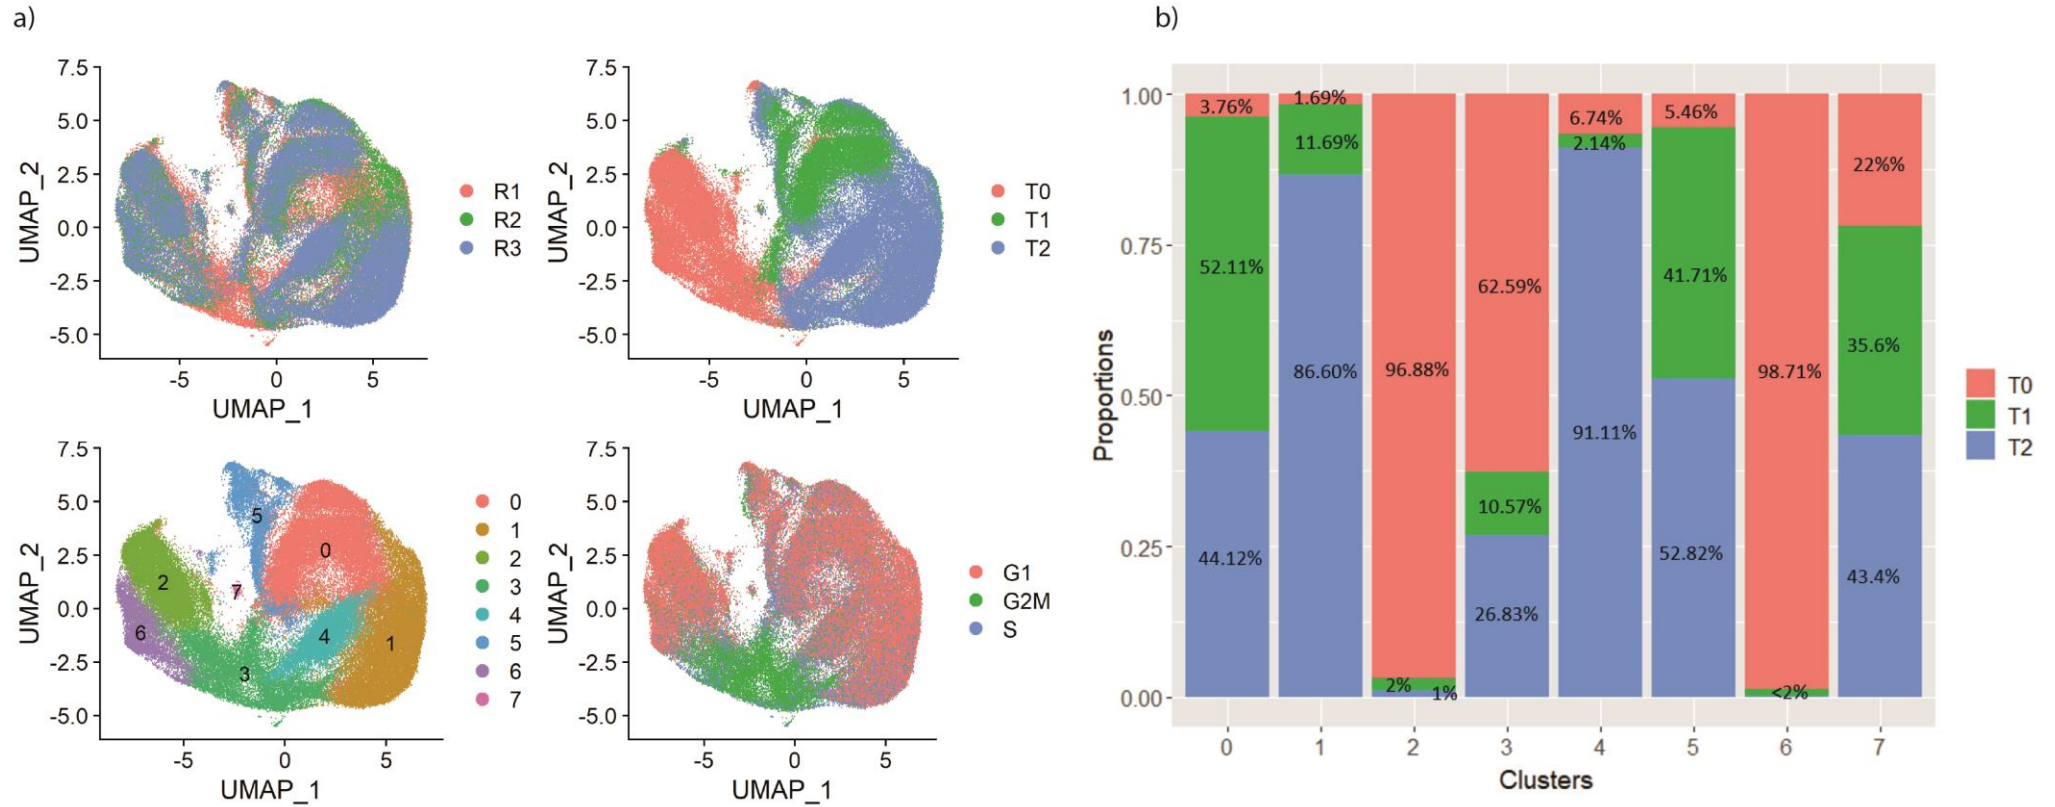 a)
7.5
5.0
2.5
0.0
-2.5
-5.0
UMAP_2
-5 0 5
UMAP_1
R1
R2
R3
7.5
5.0
2.5
0.0
-2.5
-5.0
UMAP_2
-5 0 5
UMAP_1
T0
T1
T2
7.5
5.0
2.5
0.0
-2.5
-5.0
UMAP_2
5
0
2
7
6
4
1
3
-5 0 5
UMAP_1
0
1
2
3
4
5
6
7
7.5
5.0
2.5
0.0
-2.5
-5.0
UMAP_2
-5 0 5
UMAP_1
G1
G2M
S
b)
Proportions
1.00
0.75
0.50
0.25
0.00
3.76%
52.11%
44.12%
1.69%
11.69%
86.60%
96.88%
2%
1%
62.59%
10.57%
26.83%
6.74%
2.14%
91.11%
5.46%
41.71%
52.82%
98.71%
<2%
22%%
35.6%
43.4%
0 1 2 3 4 5 6 7
Clusters
T0
T1
T2